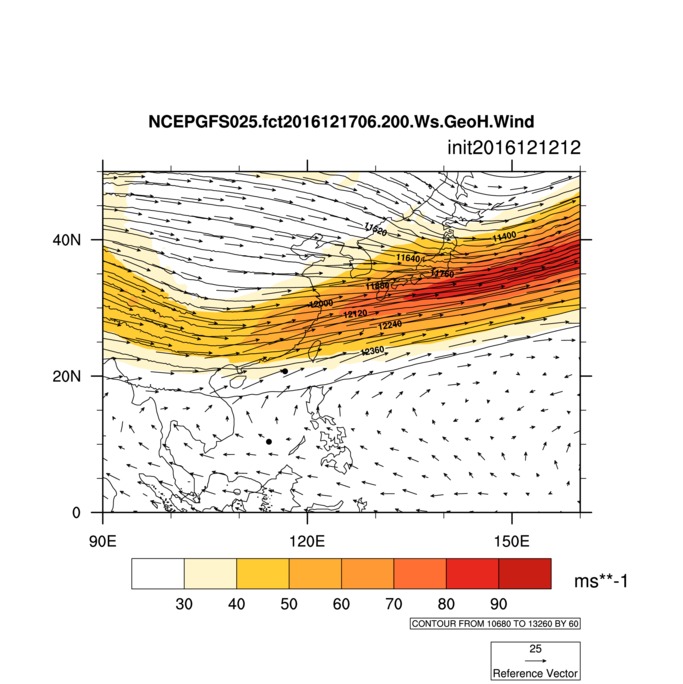 NCEPGFS025.fct2016121706.200.Ws.GeoH.Wind
init2016121212
11520
11400
40N
11640
11760
11880
12000
12120
12240
12360
20N
0
90E 120E 150E
30 40 50 60 70 80 90
ms**-1
CONTOUR FROM 10680 TO 13260 BY 60
25
Reference Vector